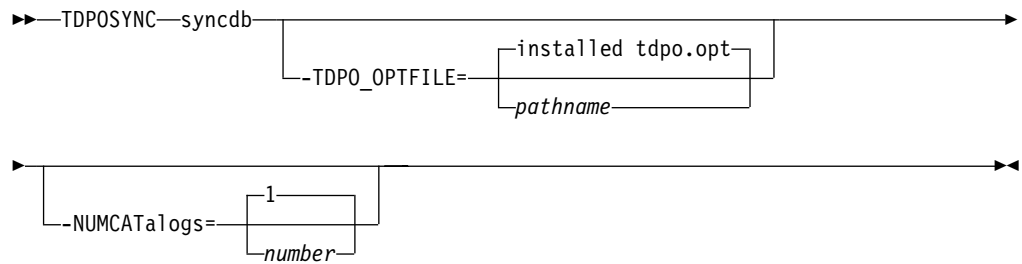 TDPOSYNC syncdb
installed tdpo.opt
-TDPO_OPTFILE=
pathname
1
-NUMCATalogs=
number